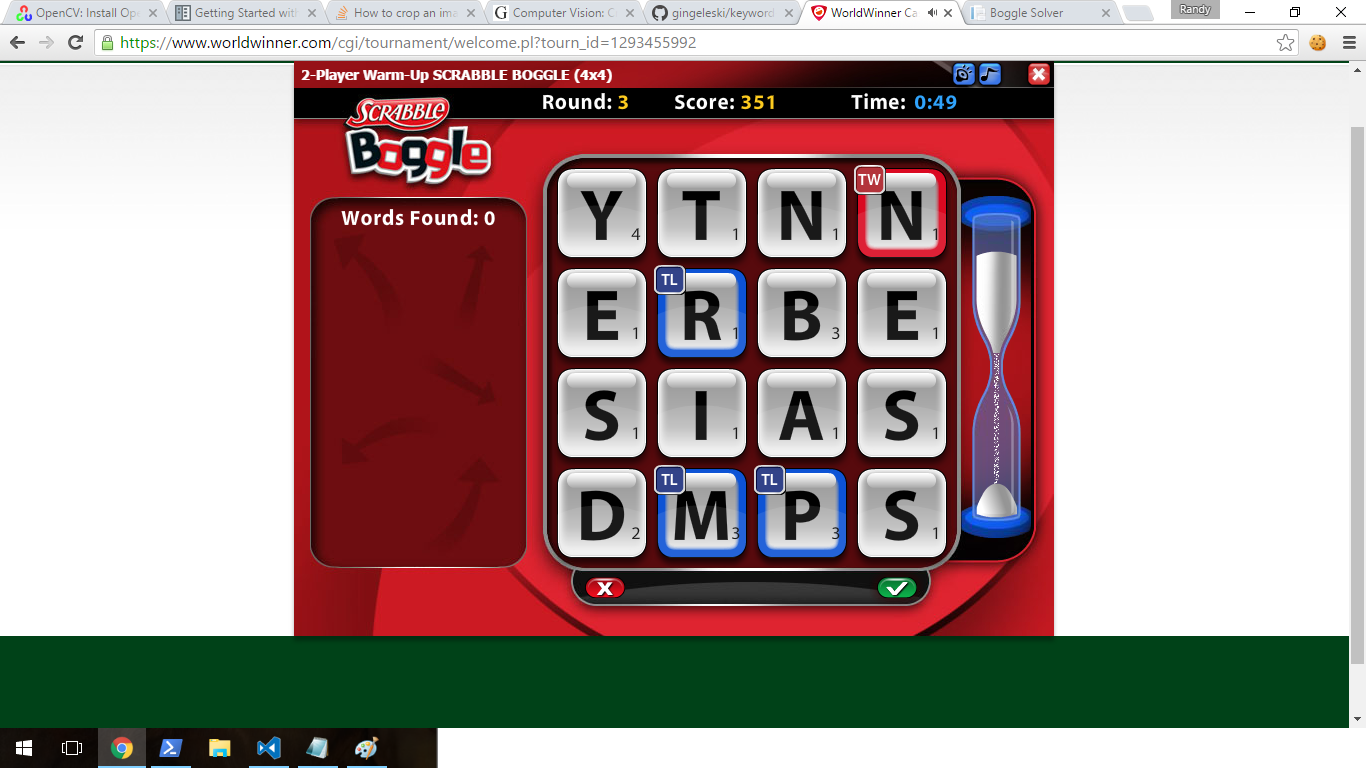 OpenCV: Install Ope
Getting Started with
How to crop an ima
Computer Vision: C
gingeleski/keyword
WorldWinner Ca
Boggle Solver
Randy
https://www.worldwinner.com/cgi/tournament/welcome.pl?tourn_id=1293455992
2-Player Warm-Up SCRABBLE BOGGLE (4x4)
Round: 3 Score: 351 Time: 0:49
SCRABBLE
Boggle
Words Found: 0
TW
Y 4 T 1 N 1 N 1
TL
E 1 R 1 B 3 E 1
S 1 I 1 A 1 S 1
TL TL
D 2 M 3 P 3 S 1